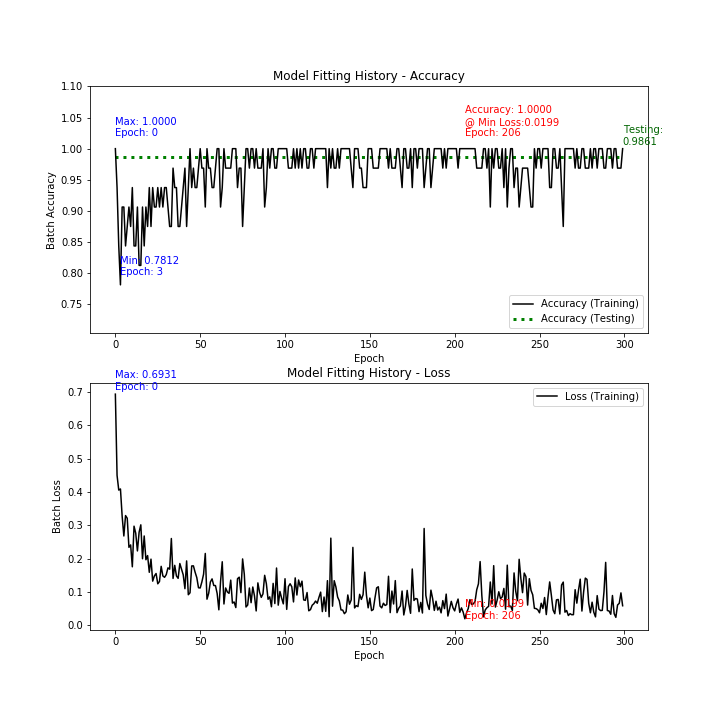 Model Fitting History - Accuracy
1.10
1.05
1.00
0.95
0.90
0.85
0.80
0.75
Batch Accuracy
Max: 1.0000
Epoch: 0
Min: 0.7812
Epoch: 3
Accuracy: 1.0000
@ Min Loss:0.0199
Epoch: 206
Testing:
0.9861
Accuracy (Training)
Accuracy (Testing)
0 50 100 150 200 250 300
Epoch
Model Fitting History - Loss
Max: 0.6931
Epoch: 0
0.7
0.6
0.5
0.4
0.3
0.2
0.1
0.0
Batch Loss
Loss (Training)
Min: 0.0199
Epoch: 206
0 50 100 150 200 250 300
Epoch